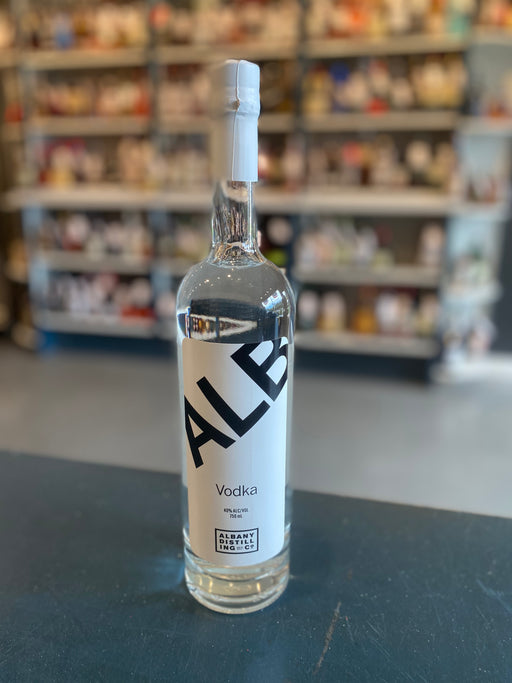 ALB
Vodka
40% ALC/VOL
750 mL
ALBANY
DISTILL
ING CO